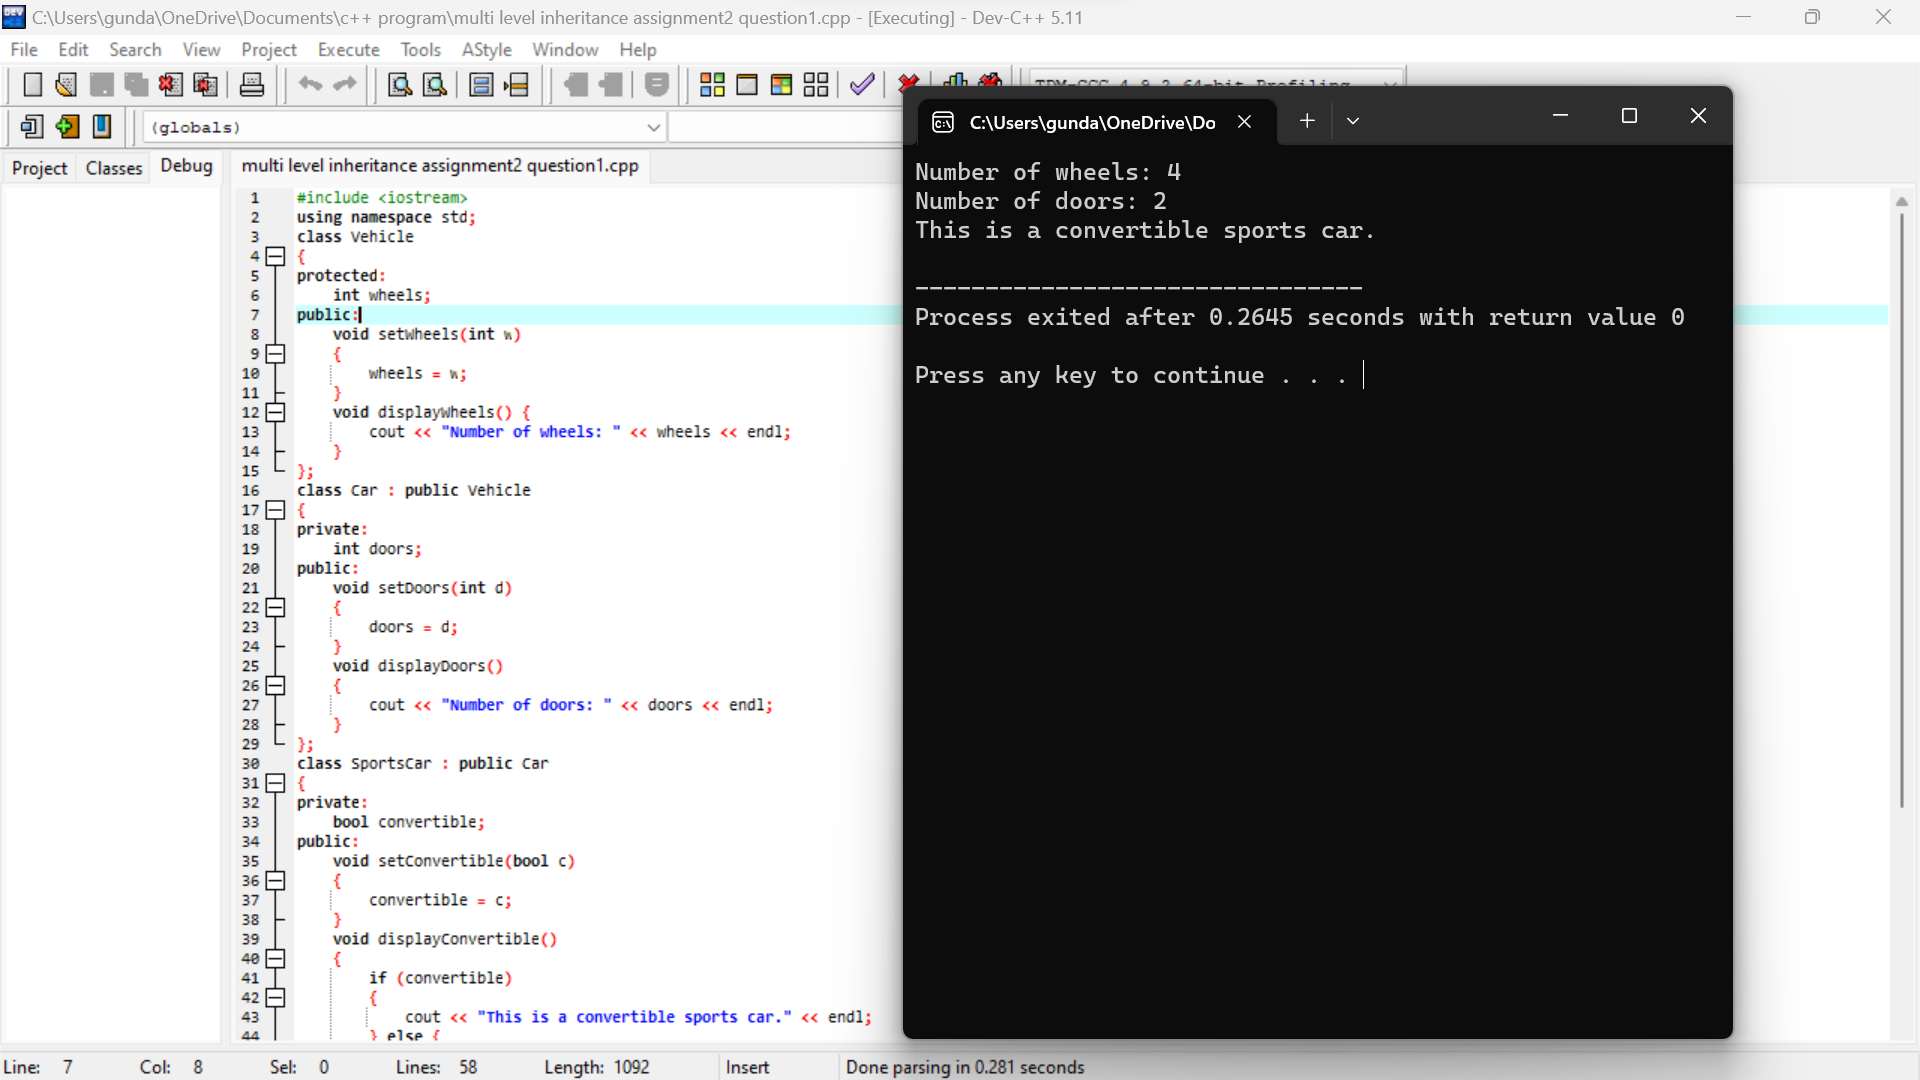 C:\Users\gunda\OneDrive\Documents\c++ program\multi level inheritance assignment2 question1.cpp - [Executing] - Dev-C++ 5.11
File Edit Search View Project Execute Tools AStyle Window Help
TDM-GCC 4.9.2 64-bit Profiling
(globals)
Project Classes Debug
multi level inheritance assignment2 question1.cpp
1 #include <iostream>
2 using namespace std;
3 class Vehicle
4 {
5 protected:
6 int wheels;
7 public:
8 void setWheels(int w)
9 {
10 wheels = w;
11 }
12 void displayWheels() {
13 cout << "Number of wheels: " << wheels << endl;
14 }
15 };
16 class Car : public Vehicle
17 {
18 private:
19 int doors;
20 public:
21 void setDoors(int d)
22 {
23 doors = d;
24 }
25 void displayDoors()
26 {
27 cout << "Number of doors: " << doors << endl;
28 }
29 };
30 class SportsCar : public Car
31 {
32 private:
33 bool convertible;
34 public:
35 void setConvertible(bool c)
36 {
37 convertible = c;
38 }
39 void displayConvertible()
40 {
41 if (convertible)
42 {
43 cout << "This is a convertible sports car." << endl;
44 } else {
C:\Users\gunda\OneDrive\Do
Number of wheels: 4
Number of doors: 2
This is a convertible sports car.
--------------------------------
Process exited after 0.2645 seconds with return value 0
Press any key to continue . . .
Line: 7 Col: 8 Sel: 0 Lines: 58 Length: 1092 Insert Done parsing in 0.281 seconds